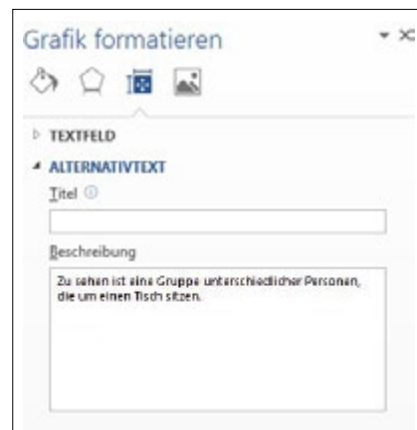 Grafik formatieren
TEXTFELD
ALTERNATIVTEXT
Titel
Beschreibung
Zu sehen ist eine Gruppe unterschiedlicher Personen,
die um einen Tisch sitzen.